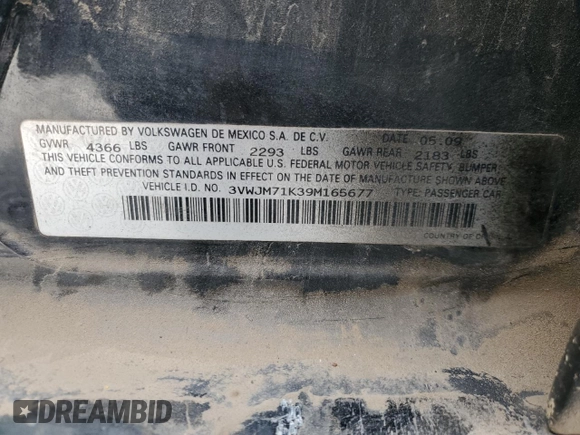 MANUFACTURED BY VOLKSWAGEN DE MEXICO S.A. DE C.V. DATE 05.09
GVWR 4366 LBS GAWR FRONT 2293 LBS GAWR REAR 2183 LBS
THIS VEHICLE CONFORMS TO ALL APPLICABLE U.S. FEDERAL MOTOR VEHICLE SAFETY, BUMPER
AND THEFT PREVENTION STANDARDS IN EFFECT ON THE DATE OF MANUFACTURE SHOWN ABOVE
VEHICLE I.D. NO. 3VWJM71K39M165677 TYPE: PASSENGER CAR
COUNTRY OF
DREAMBID